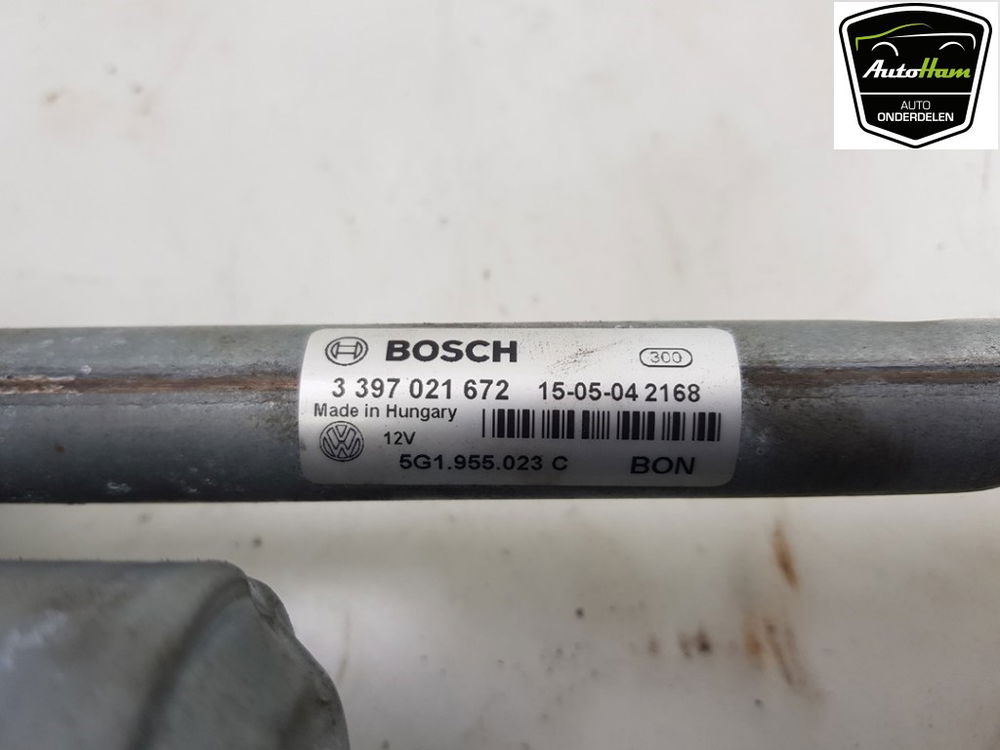 AutoHam
AUTO
ONDERDELEN
BOSCH
300
3 397 021 672 15-05-04 2168
Made in Hungary
12V
5G1.955.023 C BON